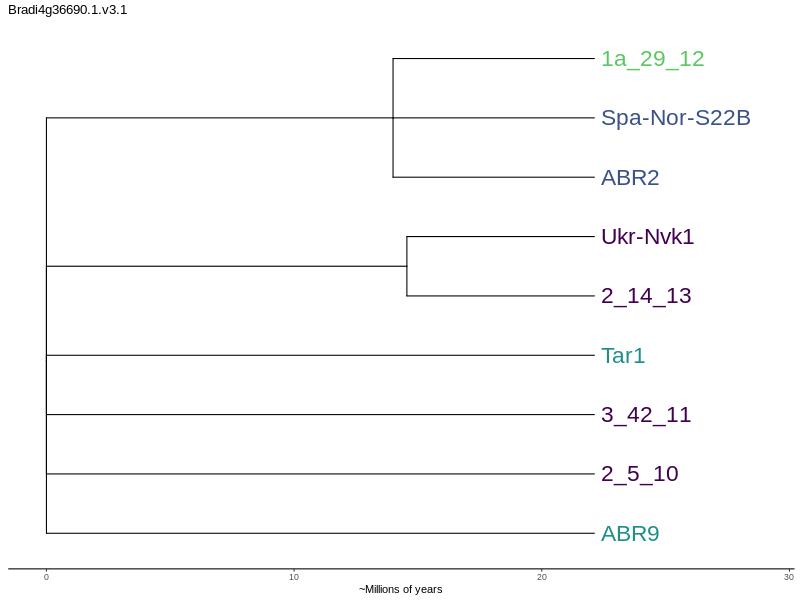 Bradi4g36690.1.v3.1
1a_29_12
Spa-Nor-S22B
ABR2
Ukr-Nvk1
2_14_13
Tar1
3_42_11
2_5_10
ABR9
0 10 20 30
~Millions of years